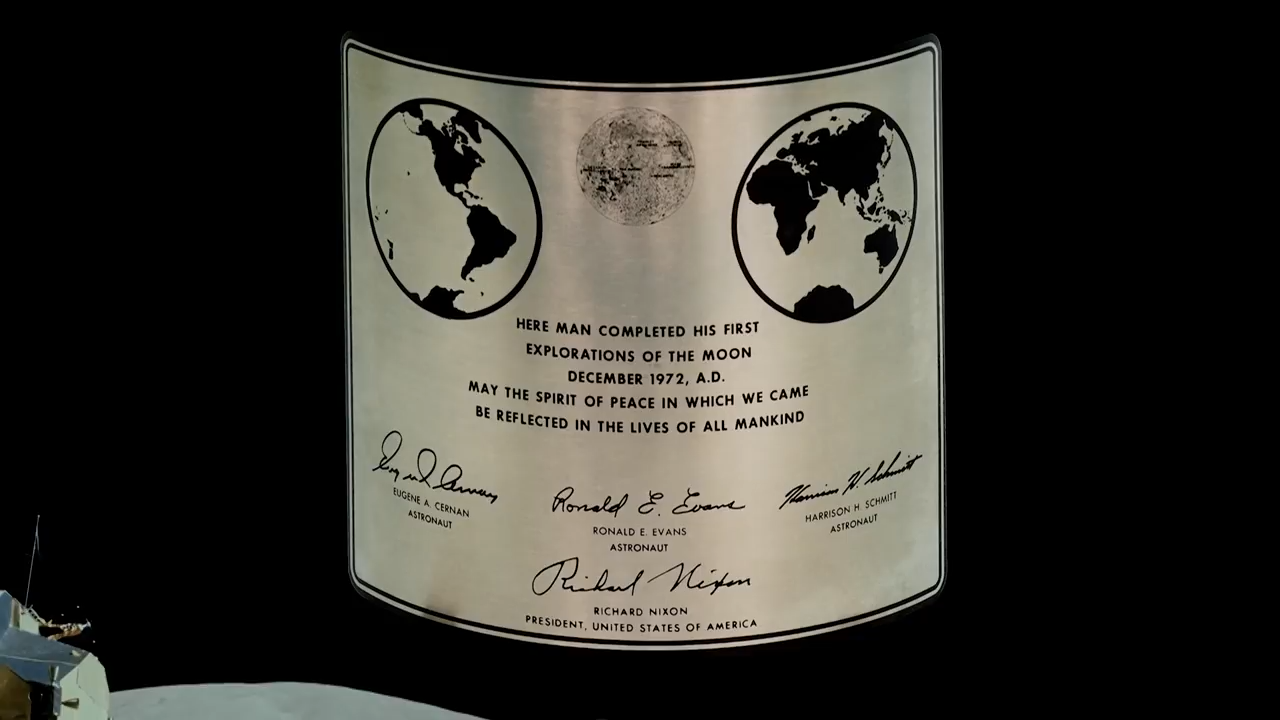 HERE MAN COMPLETED HIS FIRST
EXPLORATIONS OF THE MOON
DECEMBER 1972, A.D.
MAY THE SPIRIT OF PEACE IN WHICH WE CAME
BE REFLECTED IN THE LIVES OF ALL MANKIND
EUGENE A. CERNAN
ASTRONAUT
Ronald E. Evans
RONALD E. EVANS
ASTRONAUT
Harrison H. Schmitt
HARRISON H. SCHMITT
ASTRONAUT
Richard Nixon
RICHARD NIXON
PRESIDENT, UNITED STATES OF AMERICA